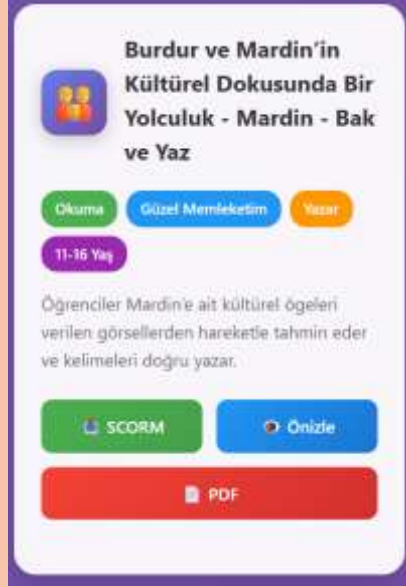 Burdur ve Mardin'in
Kültürel Dokusunda Bir
Yolculuk - Mardin - Bak
ve Yaz
Okuma
Güzel Memleketim
Yazar
11-16 Yaş
Öğrenciler Mardin'e ait kültürel ögeleri
verilen görsellerden hareketle tahmin eder
ve kelimeleri doğru yazar.
SCORM
Önizle
PDF